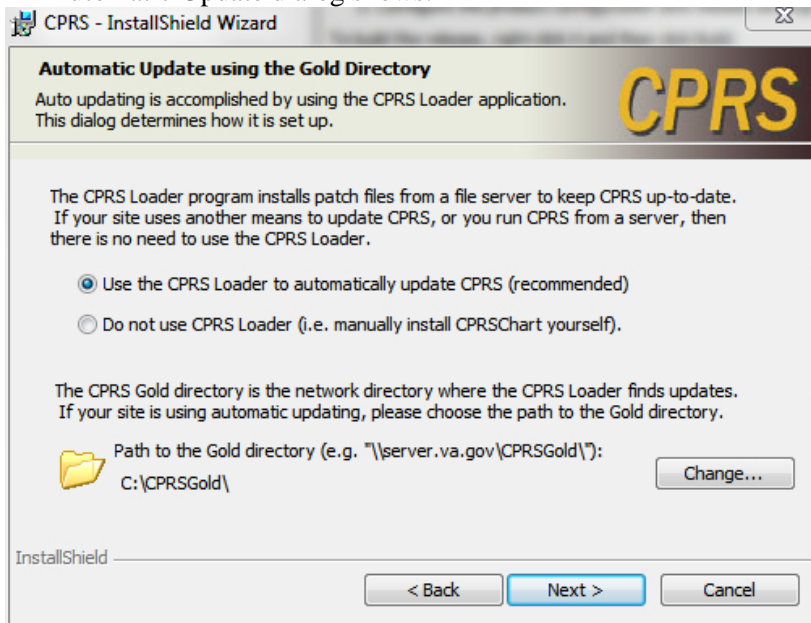 Automatic Update dialog shows.
CPRS - InstallShield Wizard
Automatic Update using the Gold Directory
Auto updating is accomplished by using the CPRS Loader application.
This dialog determines how it is set up.
CPRS
The CPRS Loader program installs patch files from a file server to keep CPRS up-to-date.
If your site uses another means to update CPRS, or you run CPRS from a server, then
there is no need to use the CPRS Loader.
Use the CPRS Loader to automatically update CPRS (recommended)
Do not use CPRS Loader (i.e. manually install CPRSChart yourself).
The CPRS Gold directory is the network directory where the CPRS Loader finds updates.
If your site is using automatic updating, please choose the path to the Gold directory.
Path to the Gold directory (e.g. "\\server.va.gov\CPRSGold\"):
C:\CPRSGold\
Change...
InstallShield
< Back
Next >
Cancel